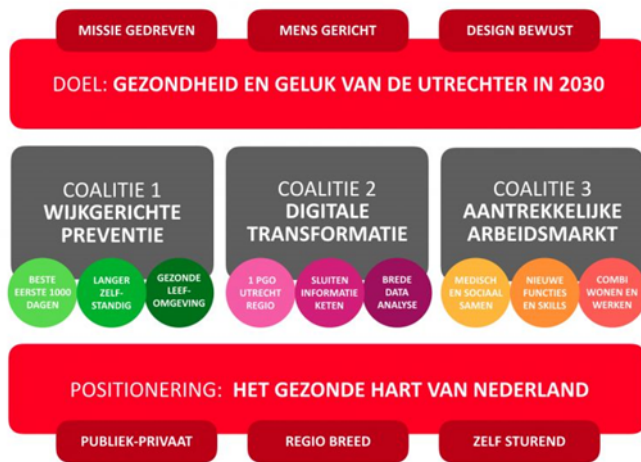 MISSIE GEDREVEN
MENS GERICHT
DESIGN BEWUST
DOEL: GEZONDHEID EN GELUK VAN DE UTRECHTER IN 2030
COALITIE 1
WIJKGERICHTE
PREVENTIE
BESTE
EERSTE 1000
DAGEN
LANGER
ZELF-
STANDIG
GEZONDE
LEEF-
OMGEVING
COALITIE 2
DIGITALE
TRANSFORMATIE
1 PGO
UTRECHT
REGIO
SLUITEN
INFORMATIE
KETEN
BREDE
DATA
ANALYSE
COALITIE 3
AANTREKKELIJKE
ARBEIDSMARKT
MEDISCH
EN SOCIAAL
SAMEN
NIEUWE
FUNCTIES
EN SKILLS
COMBI
WONEN EN
WERKEN
POSITIONERING: HET GEZONDE HART VAN NEDERLAND
PUBLIEK-PRIVAAT
REGIO BREED
ZELF STUREND